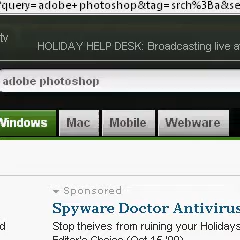 ?query=adobe+photoshop&tag=srch%3Ba&se
tv
HOLIDAY HELP DESK: Broadcasting live a
adobe photoshop
Windows Mac Mobile Webware
Sponsored
Spyware Doctor Antivirus
d Stop theives from ruining your Holidays
Editor's Choice (Oct 15 '09)